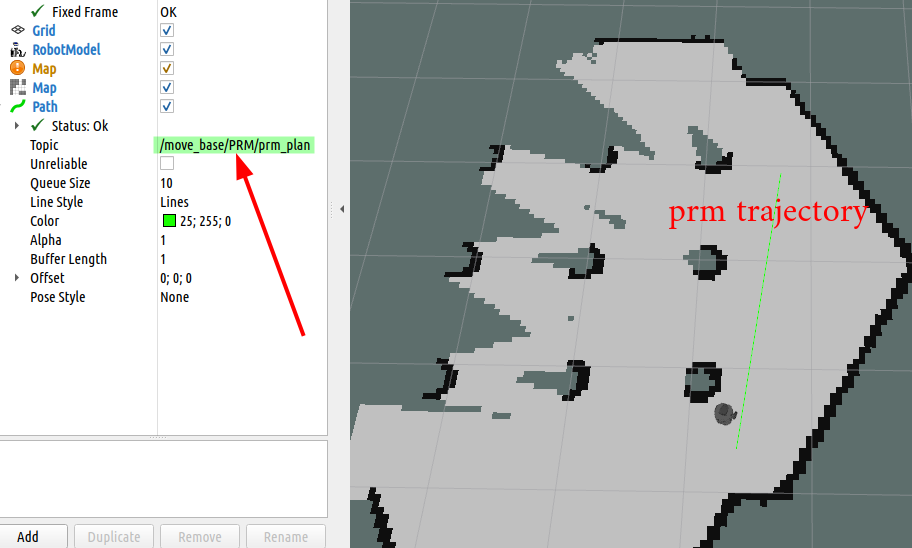 Fixed Frame OK
Grid
RobotModel
Map
Map
Path
Status: Ok
Topic /move_base/PRM/prm_plan
Unreliable
Queue Size 10
Line Style Lines
Color 25; 255; 0
Alpha 1
Buffer Length 1
Offset 0; 0; 0
Pose Style None
prm trajectory
Add Duplicate Remove Rename